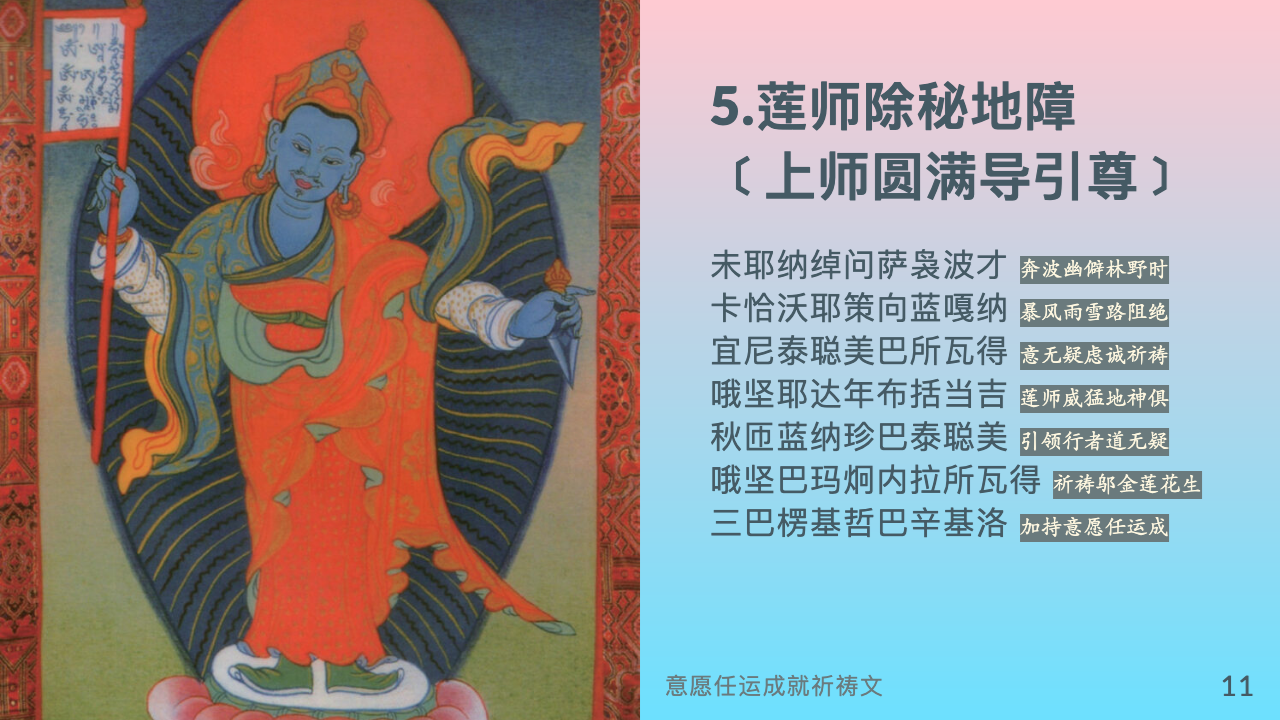 5.莲师除秘地障
﹝上师圆满导引尊﹞
未耶纳绰问萨袅波才 奔波幽僻林野时
卡恰沃耶策向蓝嘎纳 暴风雨雪路阻绝
宜尼泰聪美巴所瓦得 意无疑虑诚祈祷
哦坚耶达年布括当吉 莲师威猛地神俱
秋匝蓝纳珍巴泰聪美 引领行者道无疑
哦坚巴玛炯内拉所瓦得 祈祷邬金莲花生
三巴楞基哲巴辛基洛 加持意愿任运成
意愿任运成就祈祷文
11